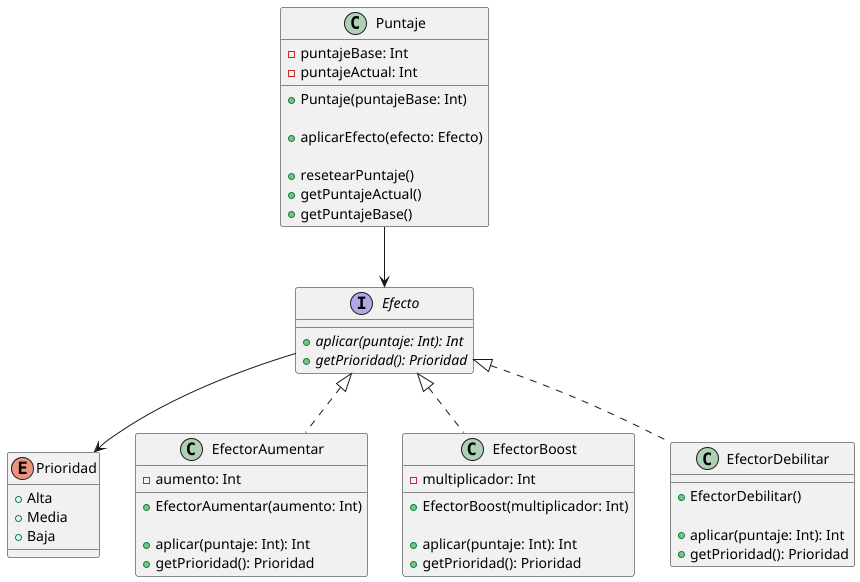 C Puntaje
puntajeBase: Int
puntajeActual: Int
Puntaje(puntajeBase: Int)
aplicarEfecto(efecto: Efecto)
resetearPuntaje()
getPuntajeActual()
getPuntajeBase()
I Efecto
aplicar(puntaje: Int): Int
getPrioridad(): Prioridad
E Prioridad
Alta
Media
Baja
C EfectorAumentar
aumento: Int
EfectorAumentar(aumento: Int)
aplicar(puntaje: Int): Int
getPrioridad(): Prioridad
C EfectorBoost
multiplicador: Int
EfectorBoost(multiplicador: Int)
aplicar(puntaje: Int): Int
getPrioridad(): Prioridad
C EfectorDebilitar
EfectorDebilitar()
aplicar(puntaje: Int): Int
getPrioridad(): Prioridad